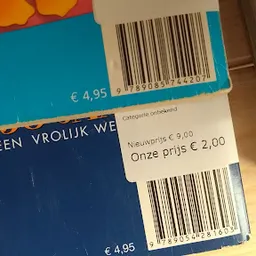 € 4,95
9 789085 744207
Categorie onbekend
Nieuwprijs € 9,00
Onze prijs € 2,00
EEN VROLIJK WE
€ 4,95
9 789054 281603